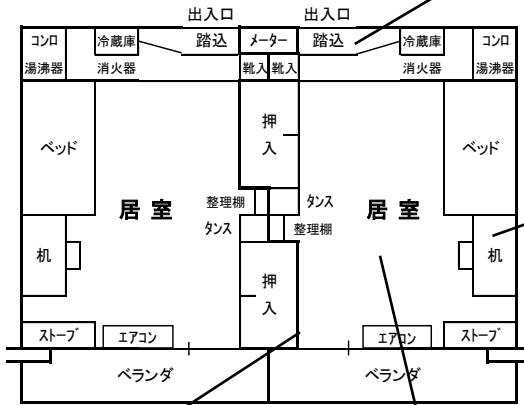 出入口 出入口
コンロ 冷蔵庫 踏込 メーター 踏込 冷蔵庫 コンロ
湯沸器 消火器 靴入 靴入 消火器 湯沸器
押
入
ベッド ベッド
整理棚 タンス
居室 居室
タンス 整理棚
机 机
押
入
ストーブ エアコン エアコン ストーブ
ベランダ ベランダ